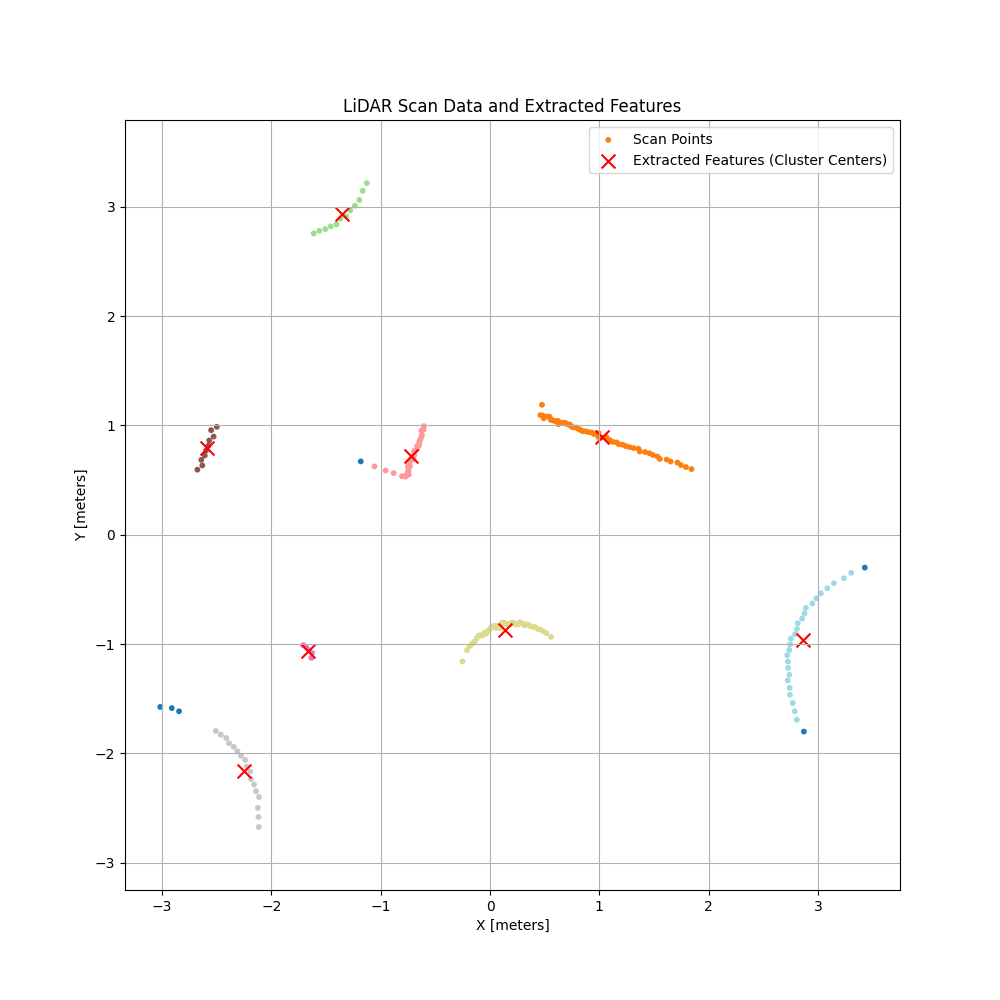 LiDAR Scan Data and Extracted Features
Scan Points
Extracted Features (Cluster Centers)
3
2
1
0
−1
−2
−3
Y [meters]
−3 −2 −1 0 1 2 3
X [meters]